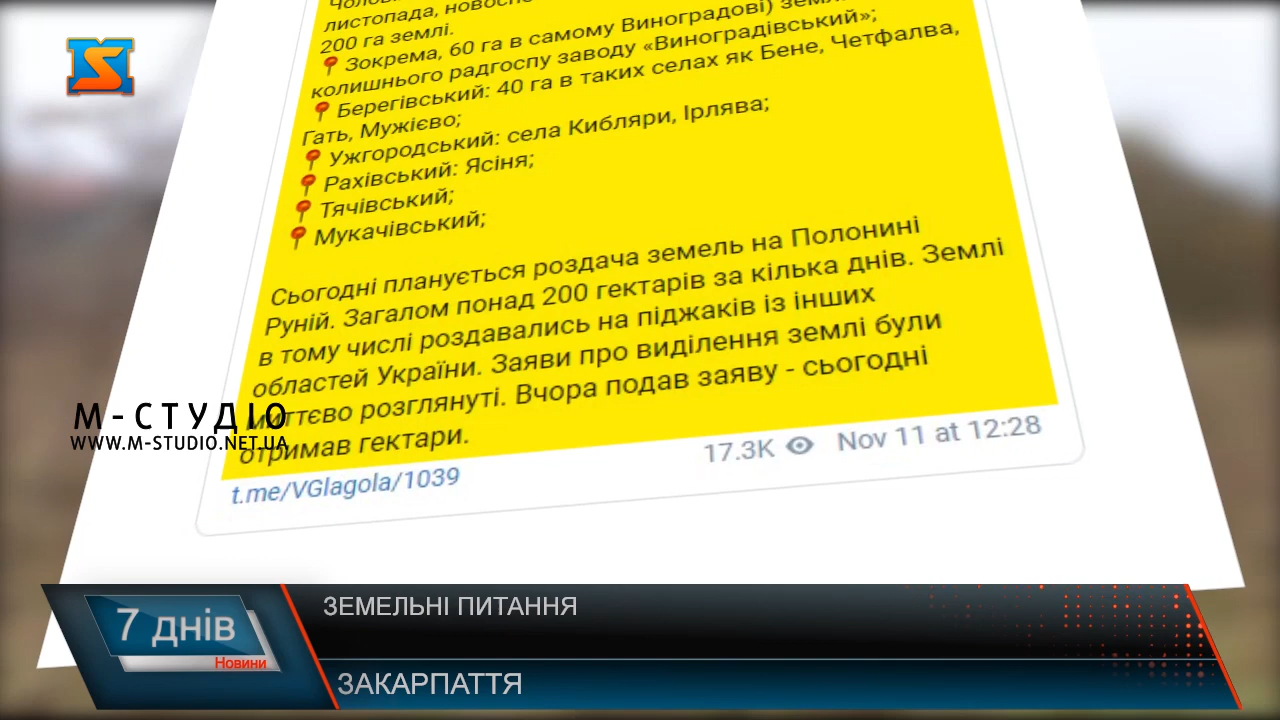 листопада, новоспе
200 га землі.
📍 Зокрема, 60 га в самому Виноградові) земл
колишнього радгоспу заводу «Виноградівський»;
📍 Берегівський: 40 га в таких селах як Бене, Четфалва,
Гать, Мужієво;
📍 Ужгородський: села Кибляри, Ірлява;
📍 Рахівський: Ясіня;
📍 Тячівський;
📍 Мукачівський;
Сьогодні планується роздача земель на Полонині
Руній. Загалом понад 200 гектарів за кілька днів. Землі
в тому числі роздавались на піджаків із інших
областей України. Заяви про виділення землі були
миттєво розглянуті. Вчора подав заяву - сьогодні
отримав гектари.
t.me/VGlagola/1039
17.3K
Nov 11 at 12:28
М-СТУДІО
WWW.M-STUDIO.NET.UA
7 днів
Новини
ЗЕМЕЛЬНІ ПИТАННЯ
ЗАКАРПАТТЯ